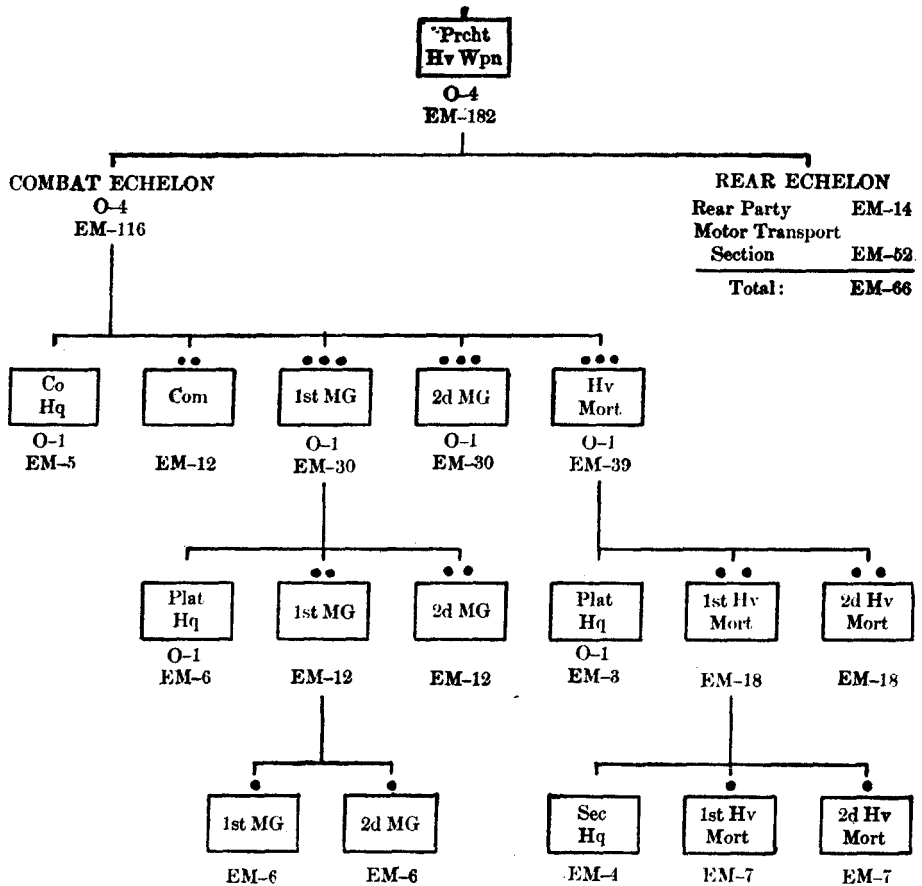 Prcht
Hv Wpn
O-4
EM-182
COMBAT ECHELON
O-4
EM-116
REAR ECHELON
Rear Party EM-14
Motor Transport
Section EM-52
Total: EM-66
Co
Hq
O-1
EM-5
Com
EM-12
1st MG
O-1
EM-30
2d MG
O-1
EM-30
Hv
Mort
O-1
EM-39
Plat
Hq
O-1
EM-6
1st MG
EM-12
2d MG
EM-12
Plat
Hq
O-1
EM-3
1st Hv
Mort
EM-18
2d Hv
Mort
EM-18
1st MG
EM-6
2d MG
EM-6
Sec
Hq
EM-4
1st Hv
Mort
EM-7
2d Hv
Mort
EM-7